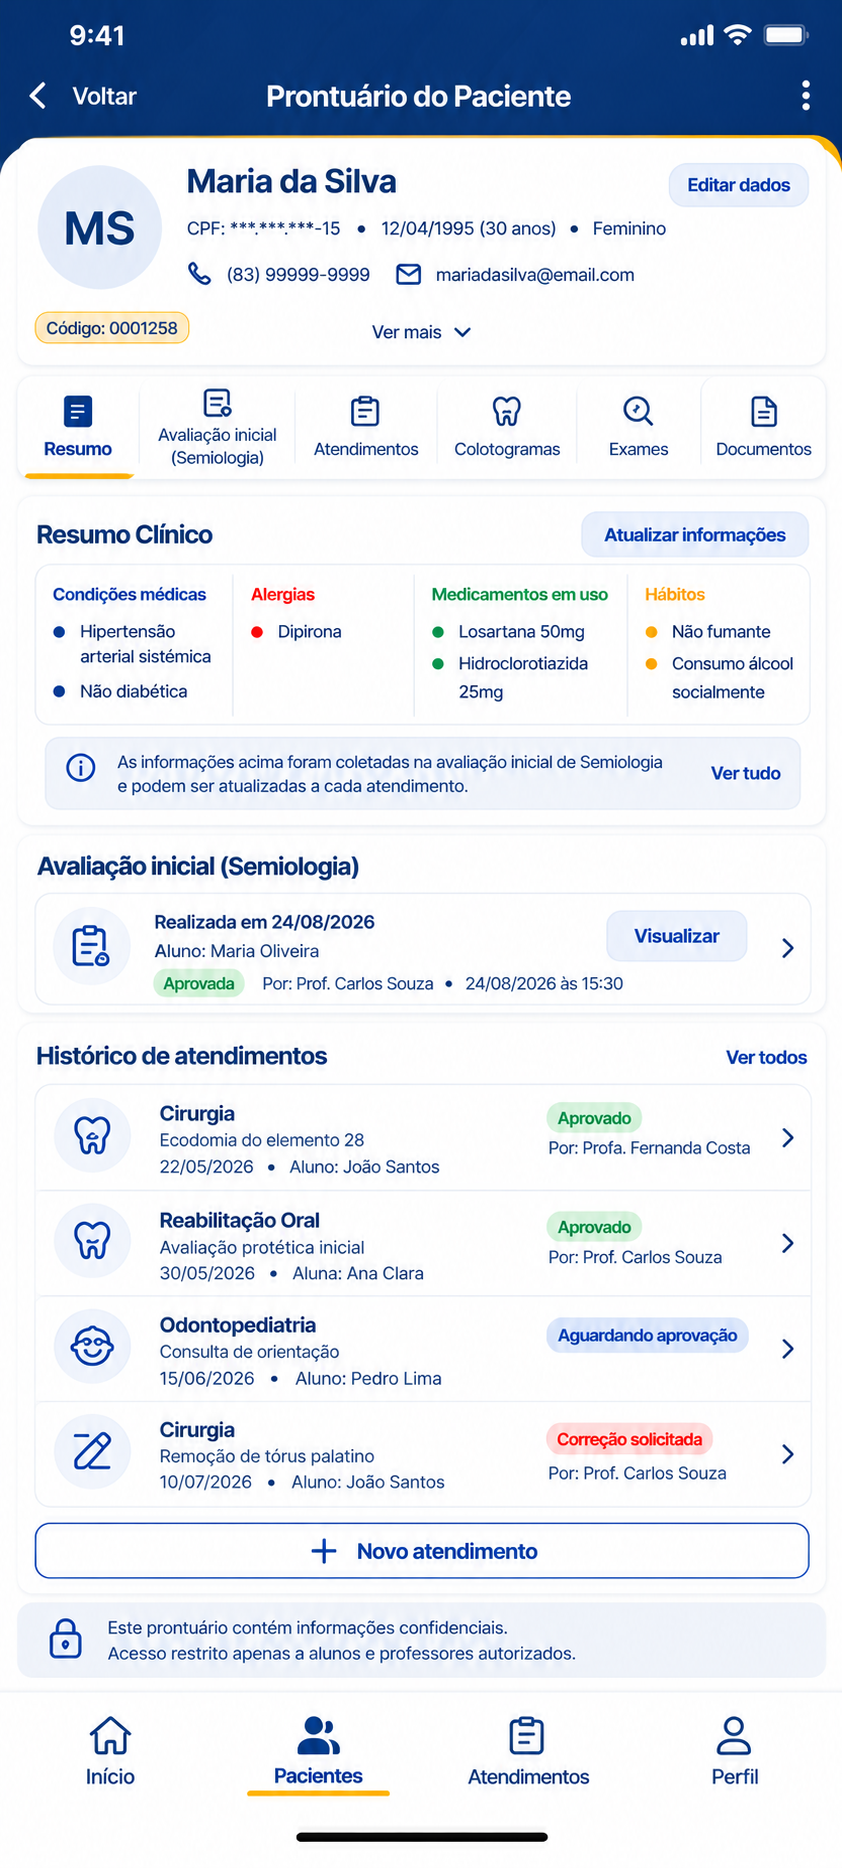 9:41
Voltar
Prontuário do Paciente
MS
Maria da Silva
Editar dados
CPF: ***.***.***-15 • 12/04/1995 (30 anos) • Feminino
(83) 99999-9999
mariadasilva@email.com
Código: 0001258
Ver mais
Resumo
Avaliação inicial
(Semiologia)
Atendimentos
Colotogramas
Exames
Documentos
Resumo Clínico
Atualizar informações
Condições médicas
Hipertensão
arterial sistémica
Não diabética
Alergias
Dipirona
Medicamentos em uso
Losartana 50mg
Hidroclorotiazida
25mg
Hábitos
Não fumante
Consumo álcool
socialmente
As informações acima foram coletadas na avaliação inicial de Semiologia
e podem ser atualizadas a cada atendimento.
Ver tudo
Avaliação inicial (Semiologia)
Realizada em 24/08/2026
Aluno: Maria Oliveira
Aprovada Por: Prof. Carlos Souza • 24/08/2026 às 15:30
Visualizar
Histórico de atendimentos
Ver todos
Cirurgia
Ecodomia do elemento 28
22/05/2026 • Aluno: João Santos
Aprovado
Por: Profa. Fernanda Costa
Reabilitação Oral
Avaliação protética inicial
30/05/2026 • Aluna: Ana Clara
Aprovado
Por: Prof. Carlos Souza
Odontopediatria
Consulta de orientação
15/06/2026 • Aluno: Pedro Lima
Aguardando aprovação
Cirurgia
Remoção de tórus palatino
10/07/2026 • Aluno: João Santos
Correção solicitada
Por: Prof. Carlos Souza
+ Novo atendimento
Este prontuário contém informações confidenciais.
Acesso restrito apenas a alunos e professores autorizados.
Início
Pacientes
Atendimentos
Perfil